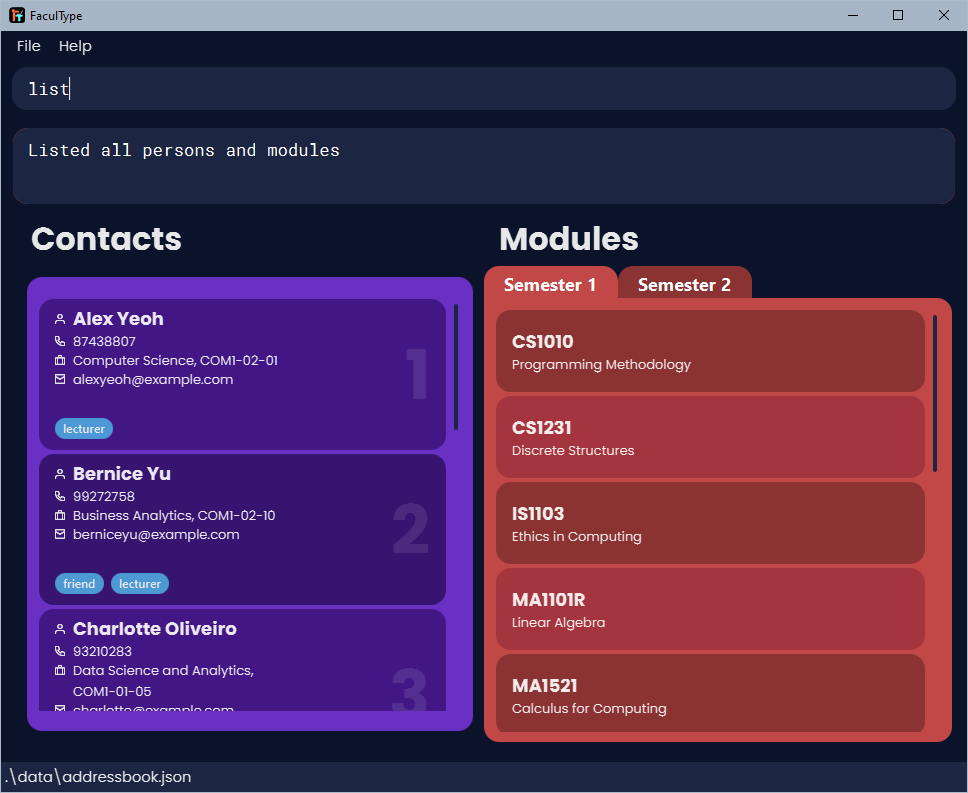 FaculType
File Help
list
Listed all persons and modules
Contacts
Alex Yeoh
87438807
Computer Science, COM1-02-01
alexyeoh@example.com
1
lecturer
Bernice Yu
99272758
Business Analytics, COM1-02-10
berniceyu@example.com
2
friend lecturer
Charlotte Oliveiro
93210283
Data Science and Analytics,
COM1-01-05
charlotte@example.com
3
Modules
Semester 1 Semester 2
CS1010
Programming Methodology
CS1231
Discrete Structures
IS1103
Ethics in Computing
MA1101R
Linear Algebra
MA1521
Calculus for Computing
.\data\addressbook.json